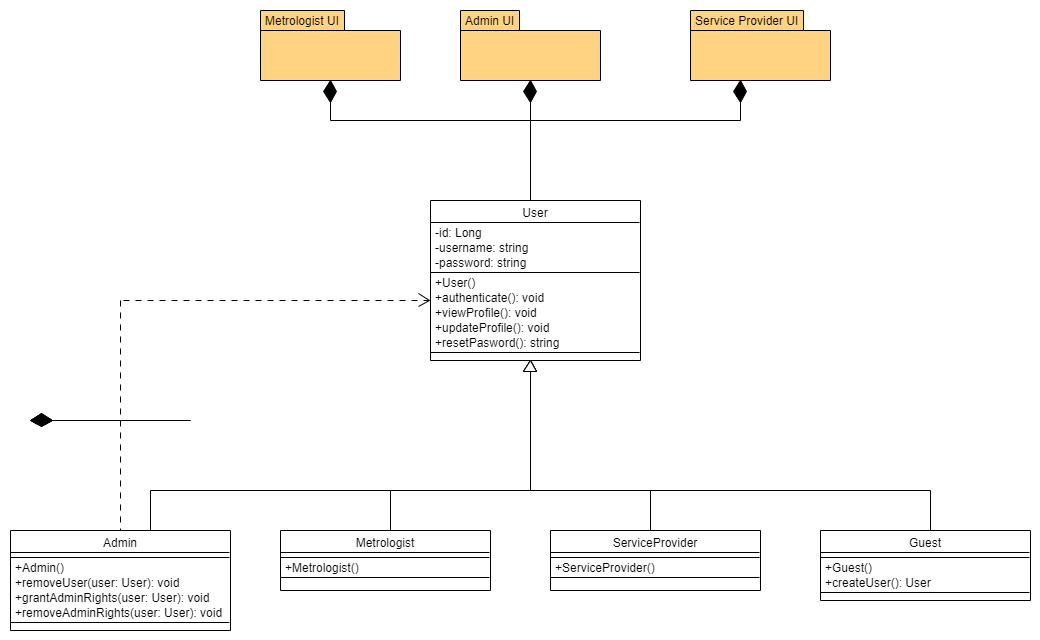 Metrologist UI
Admin UI
Service Provider UI
User
-id: Long
-username: string
-password: string
+User()
+authenticate(): void
+viewProfile(): void
+updateProfile(): void
+resetPasword(): string
Admin
+Admin()
+removeUser(user: User): void
+grantAdminRights(user: User): void
+removeAdminRights(user: User): void
Metrologist
+Metrologist()
ServiceProvider
+ServiceProvider()
Guest
+Guest()
+createUser(): User